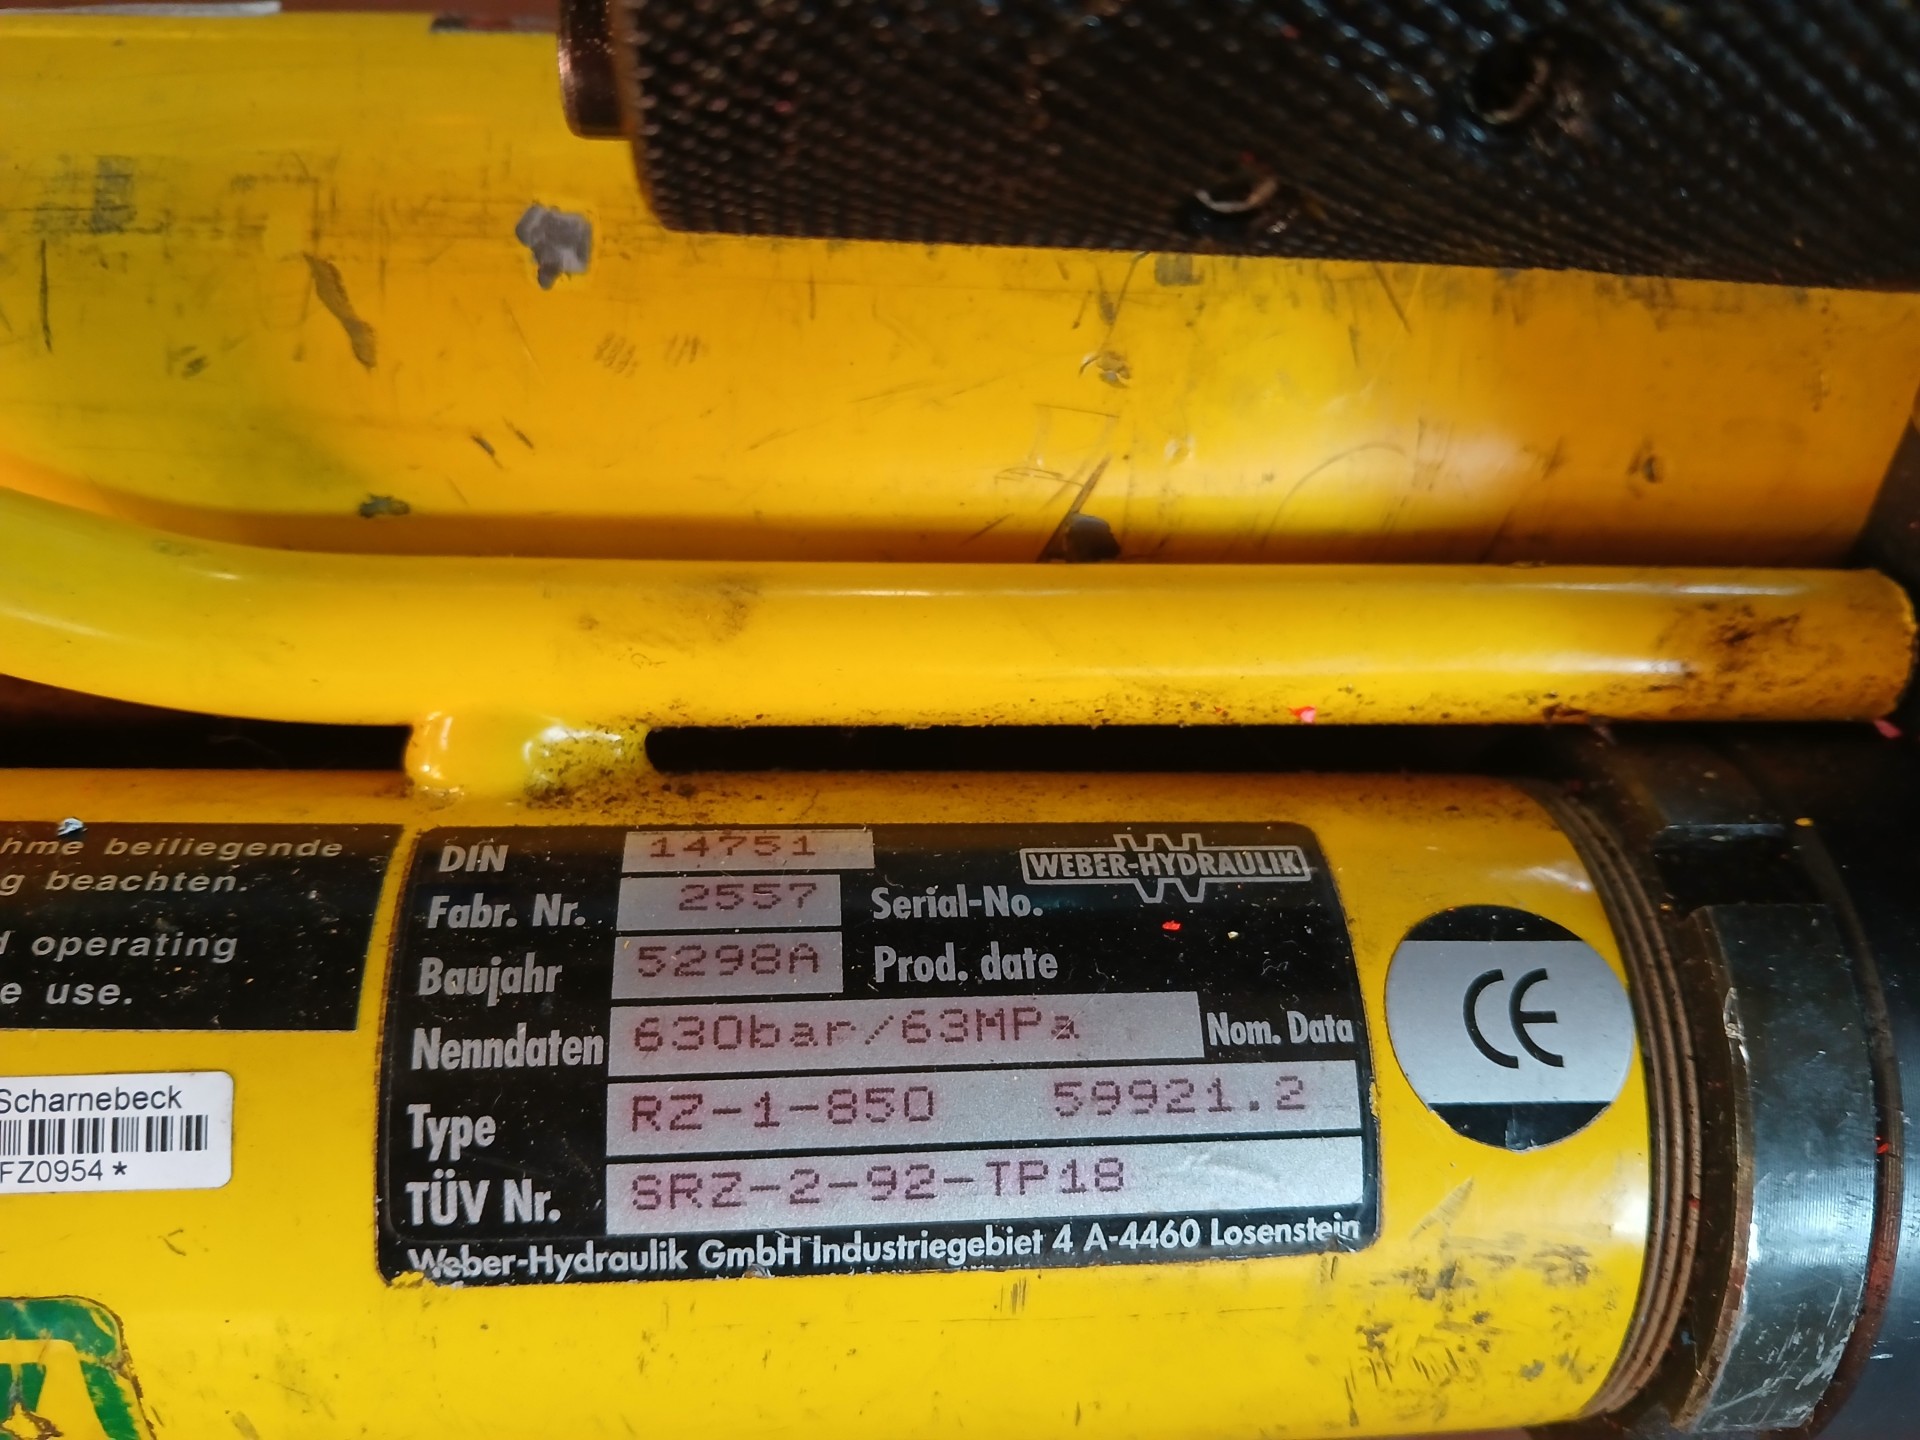 hme beiliegende
g beachten.
d operating
e use.
Scharnebeck
FZ0954 *
WEBER-HYDRAULIK
DIN 14751
Fabr. Nr. 2557 Serial-No.
Baujahr 5298A Prod. date
Nenndaten 630bar/63MPa Nom. Data
Type RZ-1-850 59921.2
TÜV Nr. SRZ-2-92-TP18
Weber-Hydraulik GmbH Industriegebiet 4 A-4460 Losenstein
CE